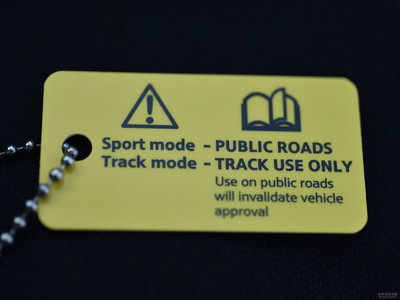 Sport mode - PUBLIC ROADS
Track mode - TRACK USE ONLY
Use on public roads
will invalidate vehicle
approval